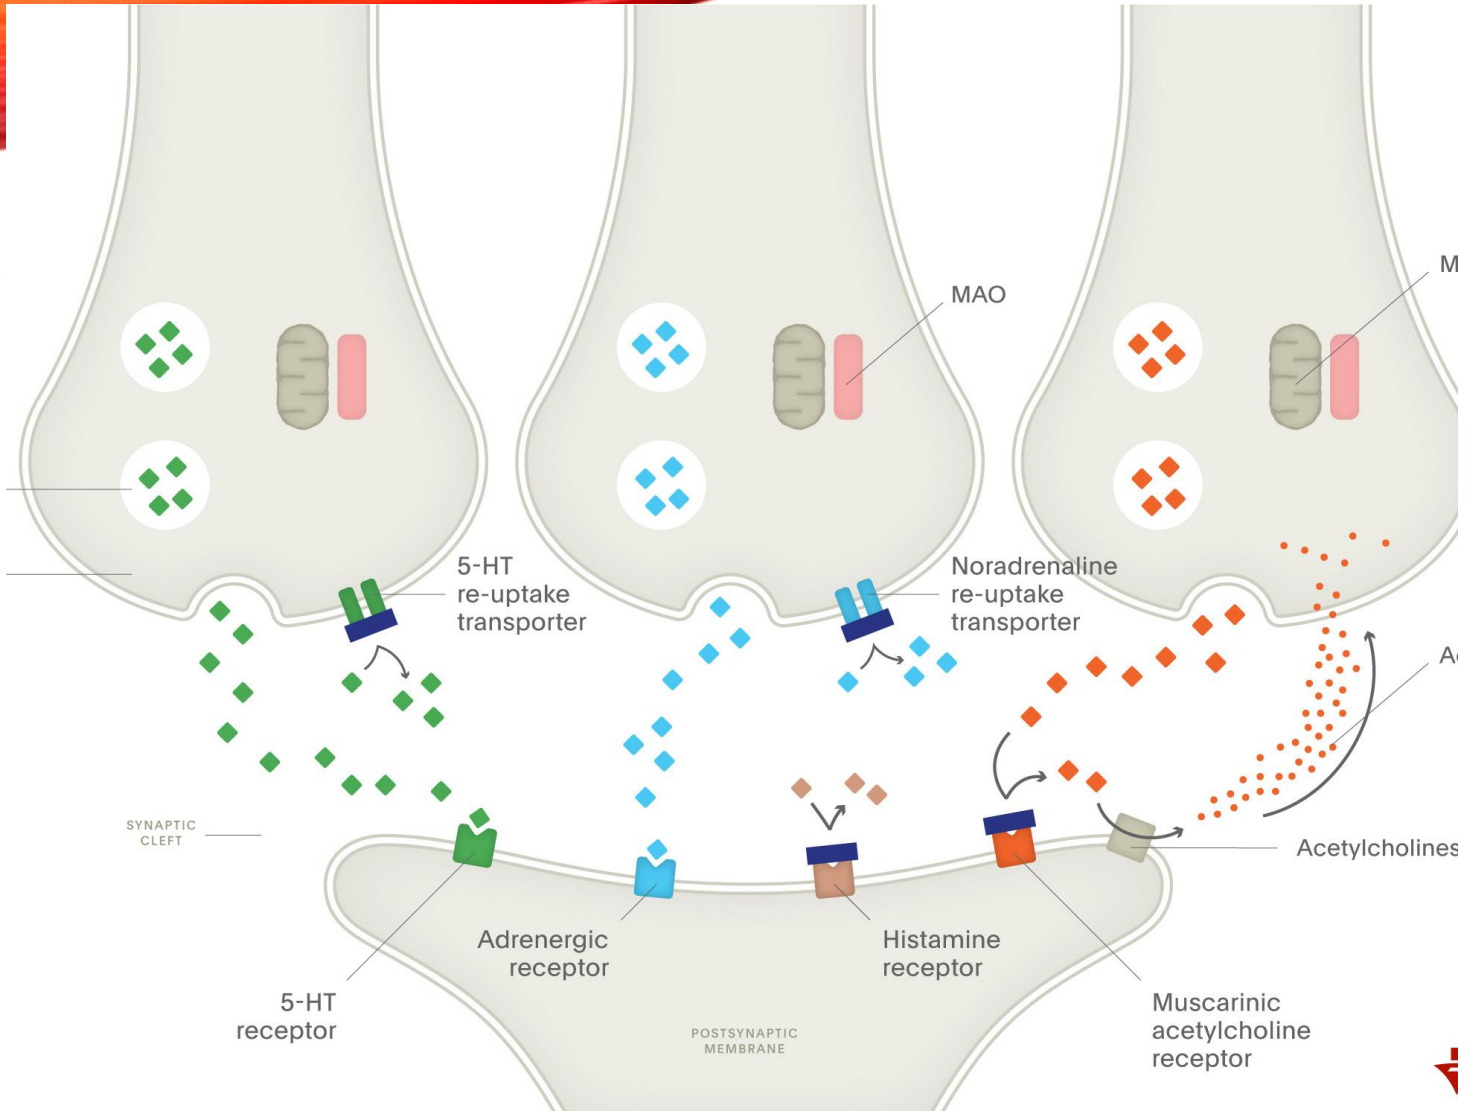 M
MAO
5-HT
re-uptake
transporter
Noradrenaline
re-uptake
transporter
Ac
SYNAPTIC
CLEFT
Acetylcholines
Adrenergic
receptor
Histamine
receptor
5-HT
receptor
Muscarinic
acetylcholine
receptor
POSTSYNAPTIC
MEMBRANE